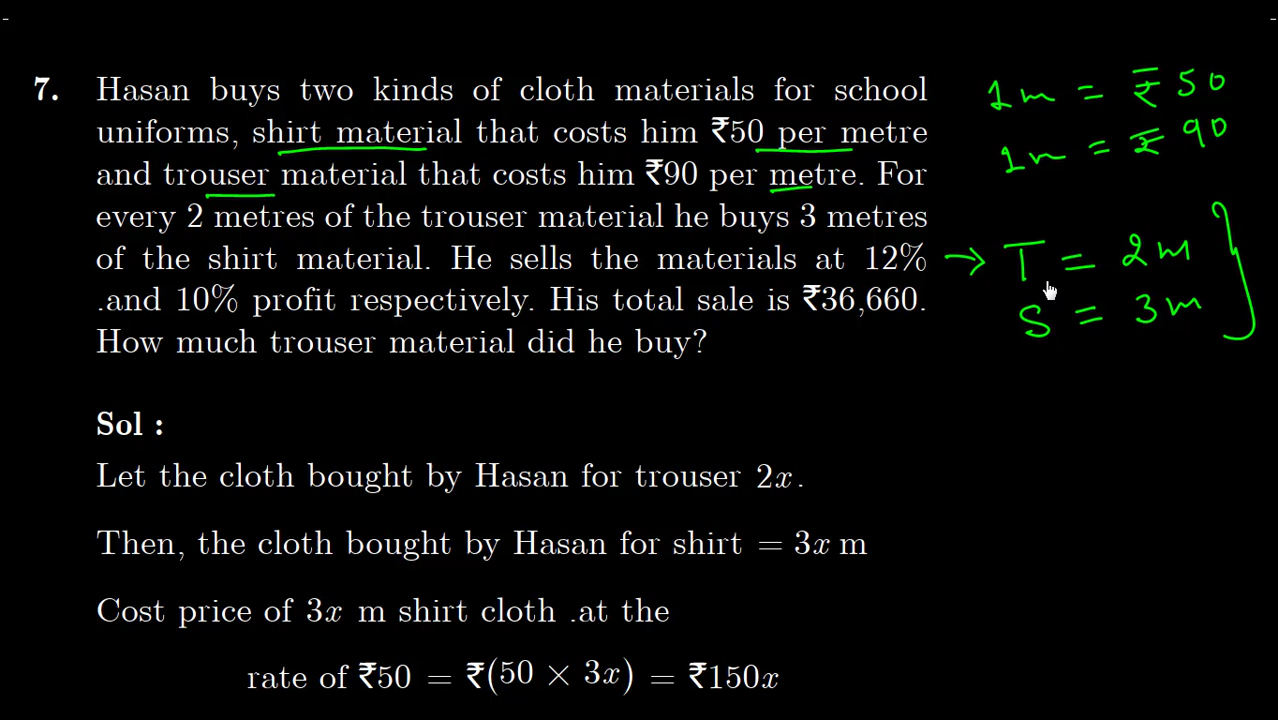 7. Hasan buys two kinds of cloth materials for school
uniforms, shirt material that costs him ₹50 per metre
and trouser material that costs him ₹90 per metre. For
every 2 metres of the trouser material he buys 3 metres
of the shirt material. He sells the materials at 12%
.and 10% profit respectively. His total sale is ₹36,660.
How much trouser material did he buy?
1m = ₹50
1m = ₹90
→ T = 2m
S = 3m
Sol :
Let the cloth bought by Hasan for trouser 2x.
Then, the cloth bought by Hasan for shirt = 3x m
Cost price of 3x m shirt cloth .at the
rate of ₹50 = ₹(50 × 3x) = ₹150x